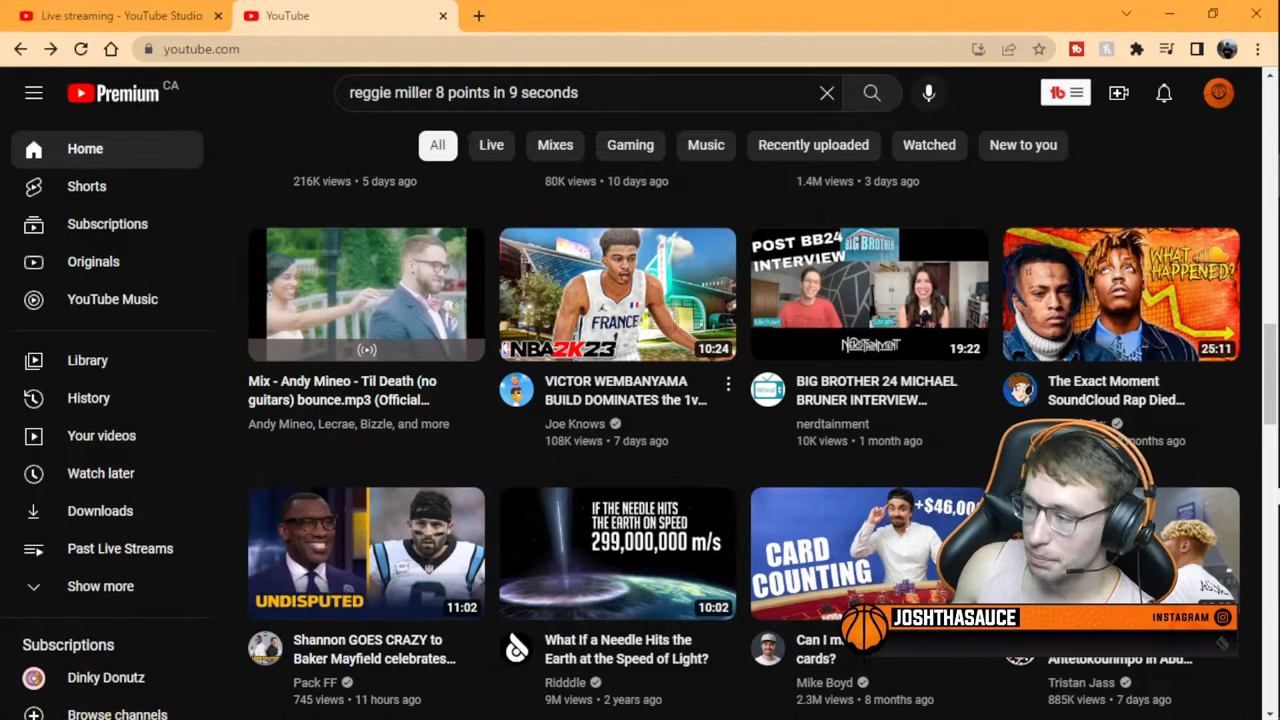 Live streaming - YouTube Studio
YouTube
youtube.com
Premium CA
reggie miller 8 points in 9 seconds
Home
Shorts
Subscriptions
Originals
YouTube Music
Library
History
Your videos
Watch later
Downloads
Past Live Streams
Show more
Subscriptions
Dinky Donutz
Browse channels
All
Live
Mixes
Gaming
Music
Recently uploaded
Watched
New to you
216K views • 5 days ago
80K views • 10 days ago
1.4M views • 3 days ago
Mix - Andy Mineo - Til Death (no
guitars) bounce.mp3 (Official...
Andy Mineo, Lecrae, Bizzle, and more
FRANCE
NBA2K23
10:24
VICTOR WEMBANYAMA
BUILD DOMINATES the 1v...
Joe Knows
108K views • 7 days ago
POST BB24
INTERVIEW
BIG BROTHER
Michael
Sarah
NERDTAINMENT
19:22
BIG BROTHER 24 MICHAEL
BRUNER INTERVIEW...
nerdtainment
10K views • 1 month ago
WHAT
HAPPENED?
25:11
The Exact Moment
SoundCloud Rap Died...
months ago
UNDISPUTED
11:02
Shannon GOES CRAZY to
Baker Mayfield celebrates...
Pack FF
745 views • 11 hours ago
IF THE NEEDLE HITS
THE EARTH ON SPEED
299,000,000 m/s
10:02
What If a Needle Hits the
Earth at the Speed of Light?
Ridddle
9M views • 2 years ago
+$46,00
CARD
COUNTING
Can I m
cards?
Mike Boyd
2.3M views • 8 months ago
JOSHTHASAUCE
INSTAGRAM
Antetokounmpo in Abu...
Tristan Jass
885K views • 7 days ago